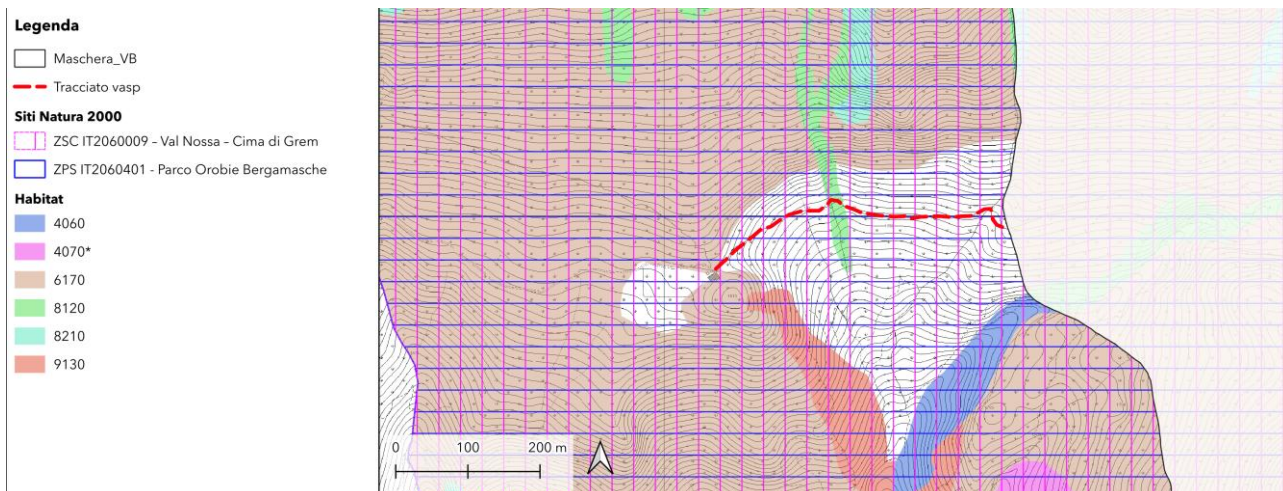 Legenda
Maschera_VB
Tracciato vasp
Siti Natura 2000
ZSC IT2060009 - Val Nossa - Cima di Grem
ZPS IT2060401 - Parco Orobie Bergamasche
Habitat
4060
4070*
6170
8120
8210
9130
0 100 200 m